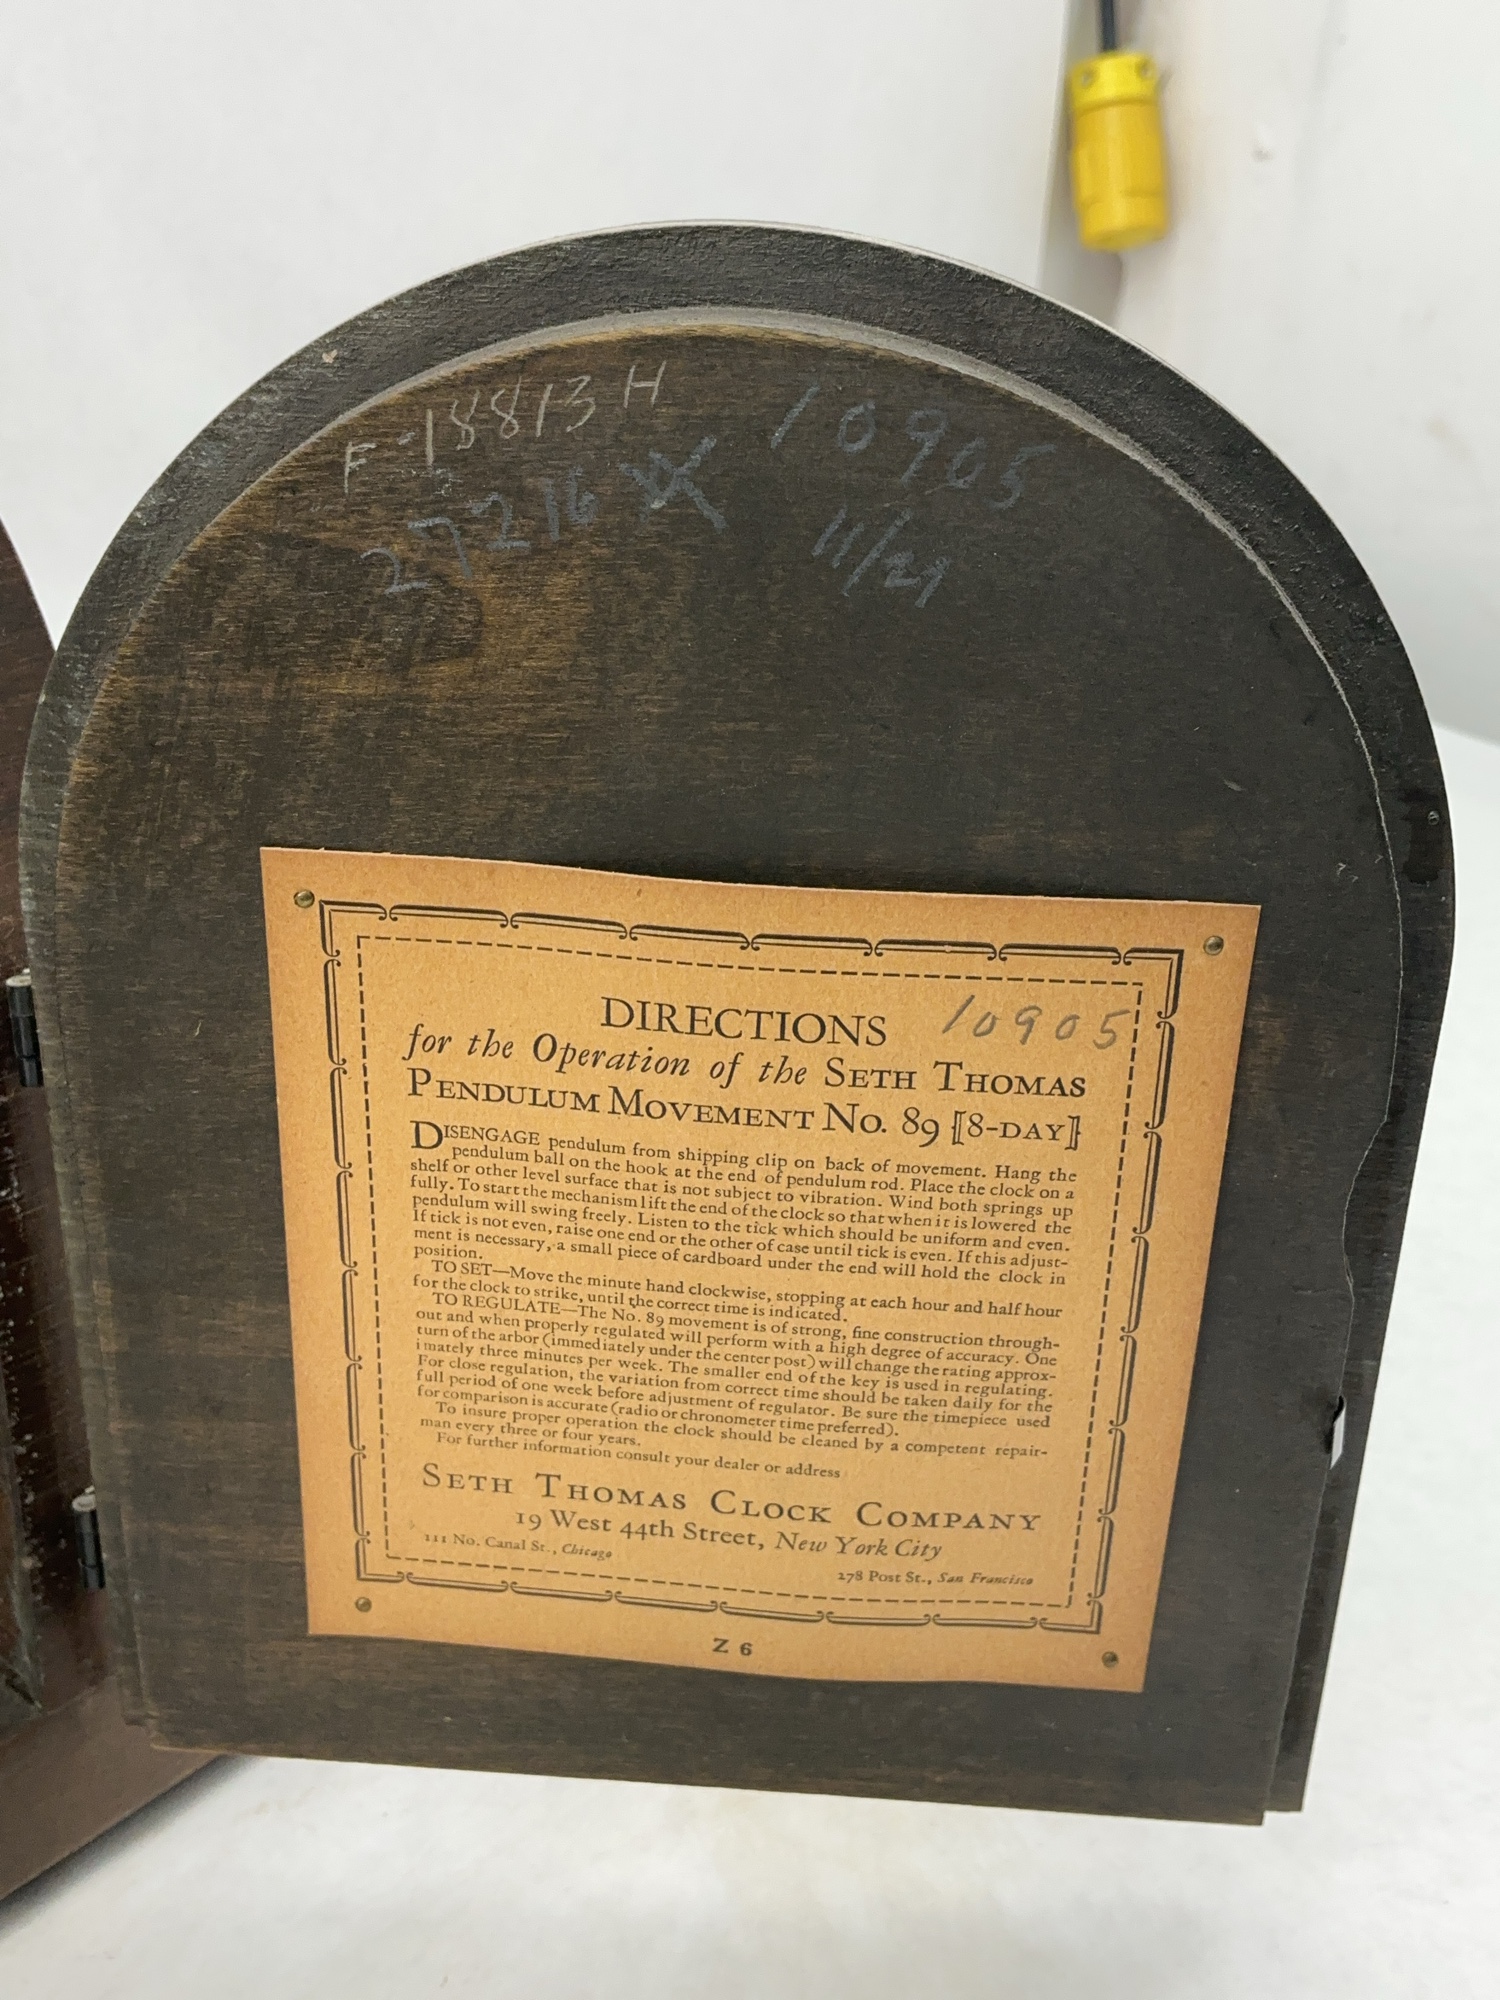 F-18813 H
27216
10905
11/21
DIRECTIONS 10905
for the Operation of the SETH THOMAS
PENDULUM MOVEMENT NO. 89 [8-DAY]
DISENGAGE pendulum from shipping clip on back of movement. Hang the
pendulum ball on the hook at the end of pendulum rod. Place the clock on a
shelf or other level surface that is not subject to vibration. Wind both springs up
fully. To start the mechanism lift the end of the clock so that when it is lowered the
pendulum will swing freely. Listen to the tick which should be uniform and even.
If tick is not even, raise one end or the other of case until tick is even. If this adjust-
ment is necessary, a small piece of cardboard under the end will hold the clock in
position.
TO SET—Move the minute hand clockwise, stopping at each hour and half hour
for the clock to strike, until the correct time is indicated.
TO REGULATE—The No. 89 movement is of strong, fine construction through-
out and when properly regulated will perform with a high degree of accuracy. One
turn of the arbor (immediately under the center post) will change the rating approx-
imately three minutes per week. The smaller end of the key is used in regulating.
For close regulation, the variation from correct time should be taken daily for the
full period of one week before adjustment of regulator. Be sure the timepiece used
for comparison is accurate (radio or chronometer time preferred).
To insure proper operation the clock should be cleaned by a competent repair-
man every three or four years.
For further information consult your dealer or address
SETH THOMAS CLOCK COMPANY
19 West 44th Street, New York City
111 No. Canal St., Chicago
278 Post St., San Francisco
Z 6